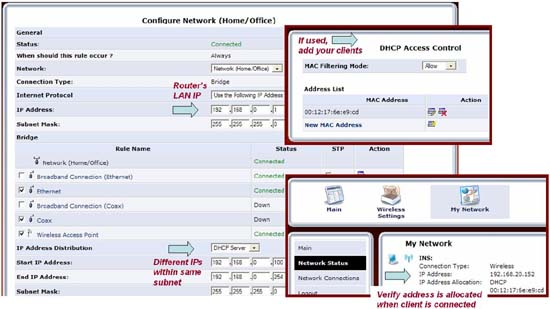 Configure Network (Home/Office)
General
Status: Connected
When should this rule occur ? Always
Network: Network (Home/Office)
Connection Type: Bridge
Internet Protocol Use the Following IP Address
Router's
LAN IP
IP Address: 192 .168 .0 .1
Subnet Mask: 255 .255 .255 .0
Bridge
Rule Name Status STP Action
Network (Home/Office) Connected
Broadband Connection (Ethernet) Connected
Ethernet Connected
Broadband Connection (Coax) Down
Coax Down
Wireless Access Point Connected
IP Address Distribution DHCP Server
Different IPs
within same
subnet
Start IP Address: 192 .168 .0 .100
End IP Address: 192 .168 .0 .254
Subnet Mask: 255 .255 .255 .0
If used,
add your clients
DHCP Access Control
MAC Filtering Mode: Allow
Address List
MAC Address Action
00:12:17:6e:e9:cd
New MAC Address
Main
Wireless
Settings
My Network
Main
Network Status
Network Connections
Logout
My Network
INS:
Connection Type: Wireless
IP Address: 192.168.20.152
IP Address Allocation: DHCP
00:12:17:6e:e9:cd
Verify address is allocated
when client is connected